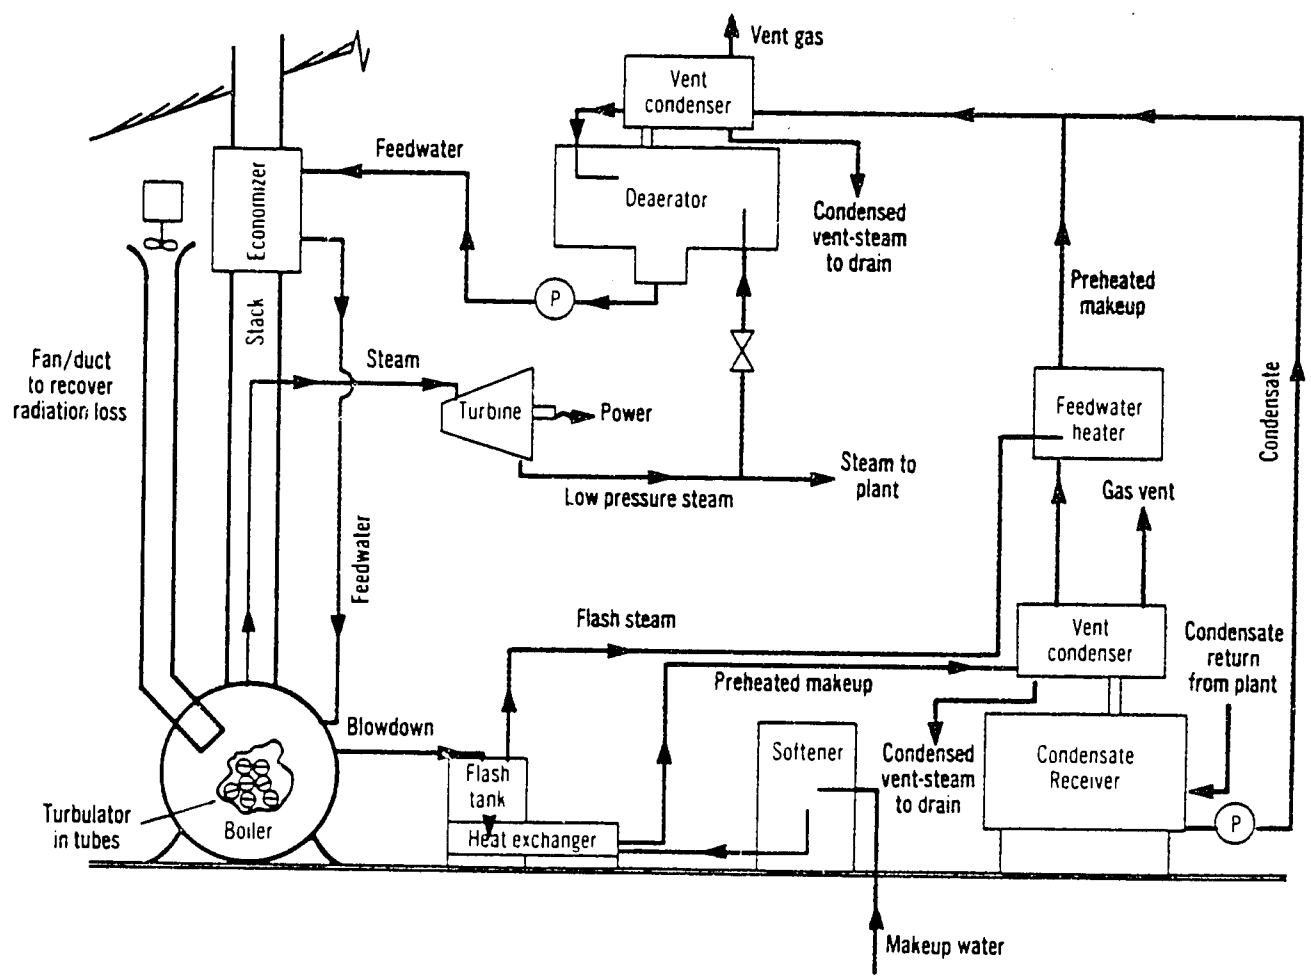 Vent gas
Vent
condenser
Feedwater
Economizer
Deaerator
Condensed
vent-steam
to drain
P
Preheated
makeup
Stack
Fan/duct
to recover
radiation loss
Steam
Turbine
Power
Feedwater
heater
Condensate
Low pressure steam
Steam to
plant
Gas vent
Feedwater
Flash steam
Vent
condenser
Condensate
return
from plant
Preheated makeup
Blowdown
Softener
Condensed
vent-steam
to drain
Condensate
Receiver
Flash
tank
Turbulator
in tubes
Boiler
Heat exchanger
P
Makeup water